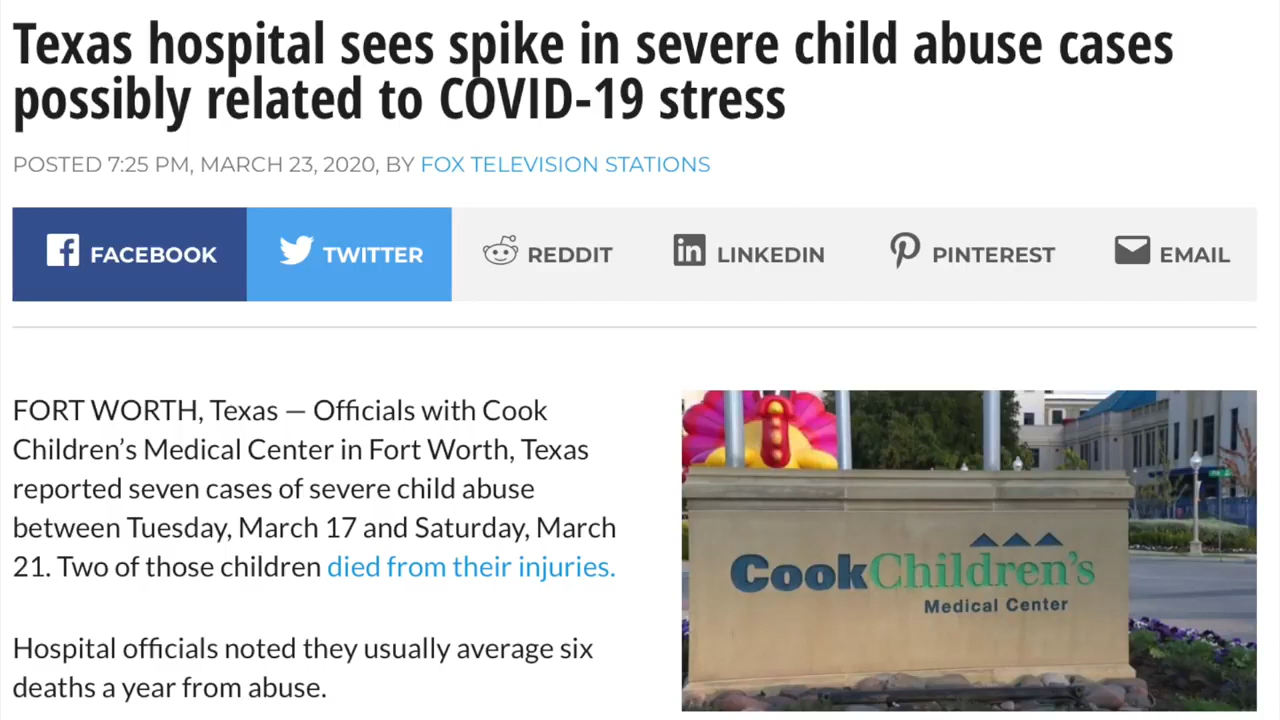 Texas hospital sees spike in severe child abuse cases
possibly related to COVID-19 stress
POSTED 7:25 PM, MARCH 23, 2020, BY FOX TELEVISION STATIONS
FACEBOOK
TWITTER
REDDIT
LINKEDIN
PINTEREST
EMAIL
FORT WORTH, Texas — Officials with Cook
Children’s Medical Center in Fort Worth, Texas
reported seven cases of severe child abuse
between Tuesday, March 17 and Saturday, March
21. Two of those children died from their injuries.
Hospital officials noted they usually average six
deaths a year from abuse.
CookChildren's
Medical Center